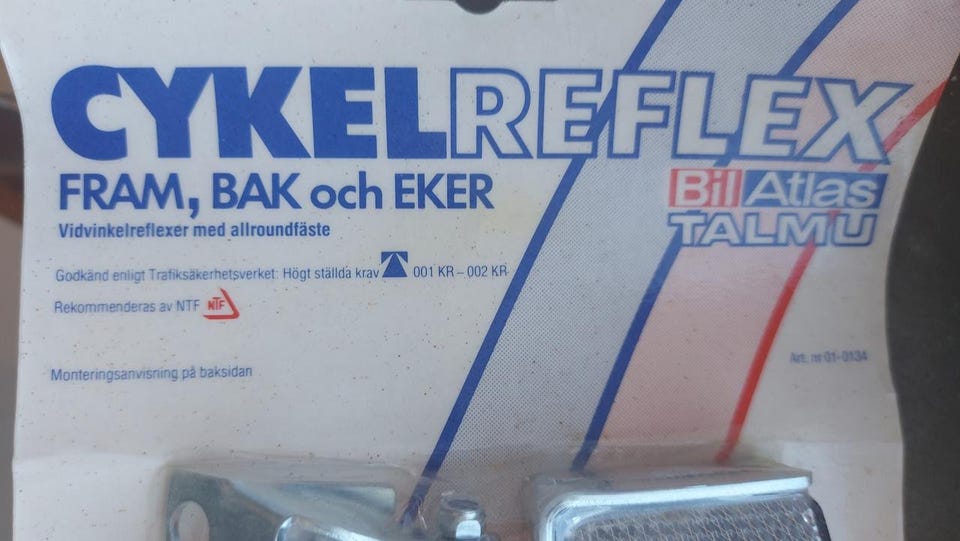 CYKELREFLEX
FRAM, BAK och EKER
Bil Atlas
TALMU
Vidvinkelreflexer med allroundfäste
Godkänd enligt Trafiksäkerhetsverket: Högt ställda krav 001 KR – 002 KR
Rekommenderas av NTF NTF
Art. nr 01-0134
Monteringsanvisning på baksidan